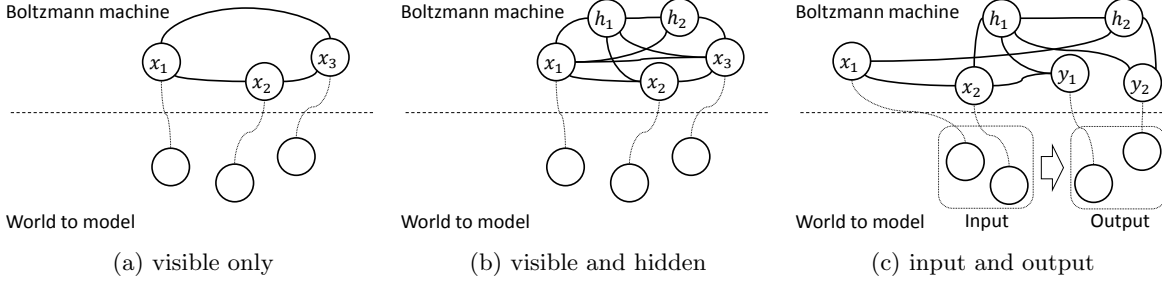 Boltzmann machine
x₁
x₂
x₃
World to model
(a) visible only
Boltzmann machine
h₁
h₂
x₁
x₂
x₃
World to model
(b) visible and hidden
Boltzmann machine
h₁
h₂
x₁
x₂
y₁
y₂
World to model
Input
Output
(c) input and output